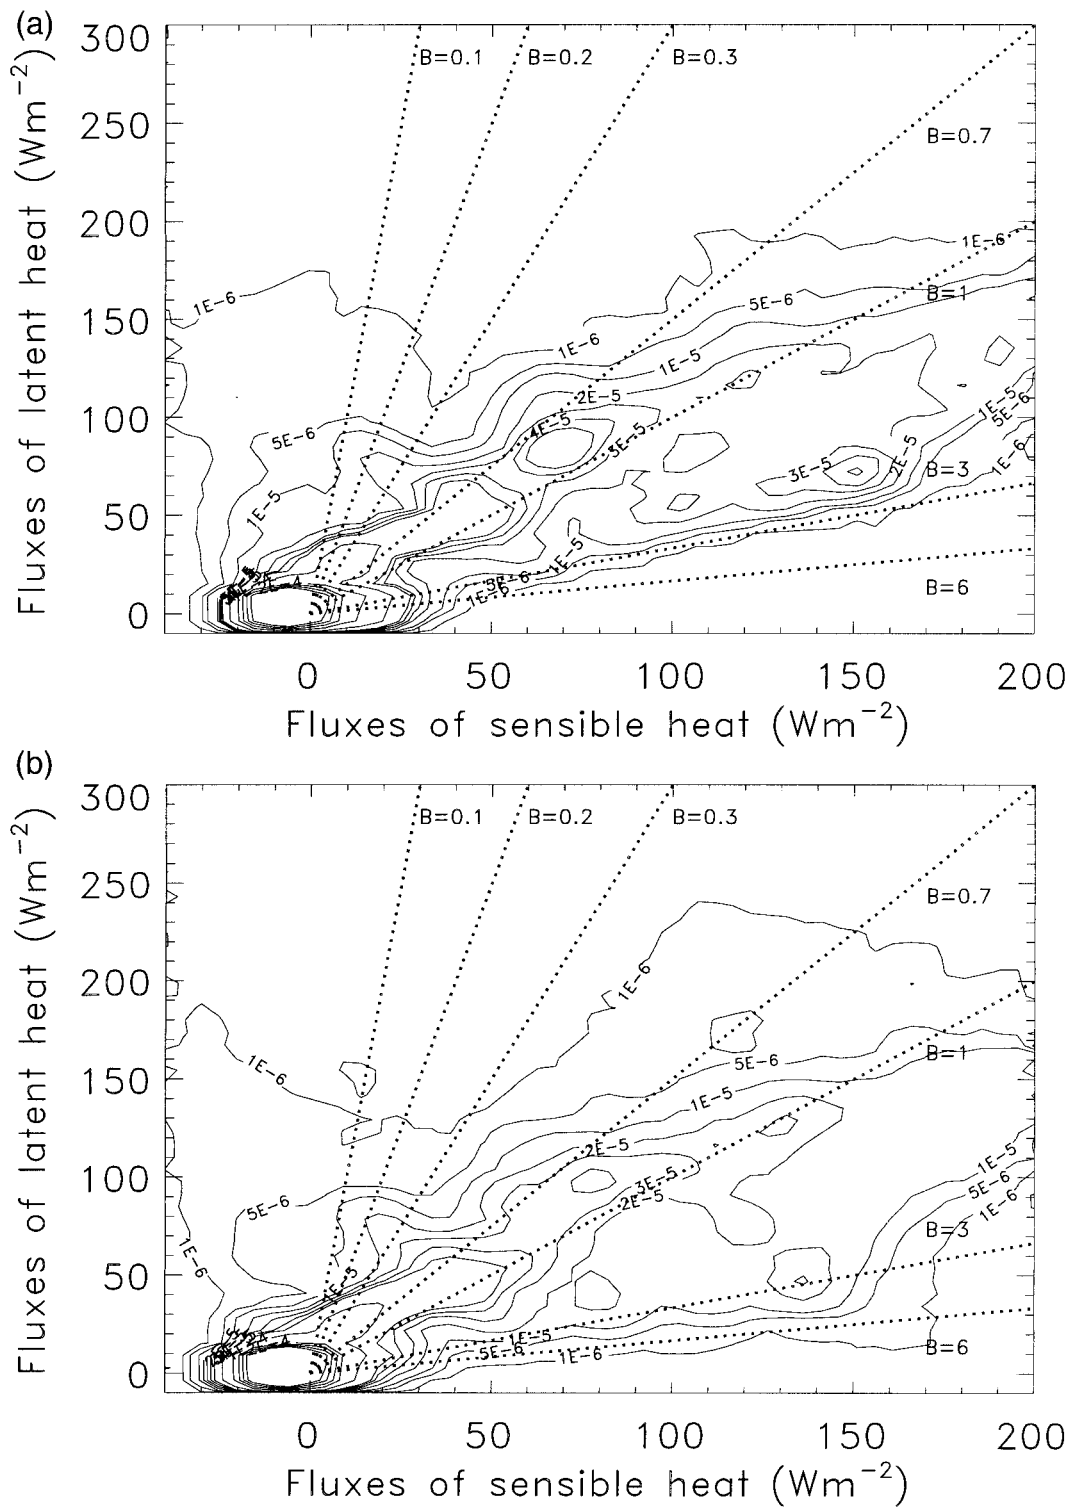 (a)
300
250
200
150
100
50
0
Fluxes of latent heat (Wm−2)
B=0.1
B=0.2
B=0.3
B=0.7
B=1
B=3
B=6
1E−6
1E−6
5E−6
1E−6
1E−5
2E−5
5E−6
4E−5
3E−5
1E−5
3E−5
2E−5
1E−5
5E−6
1E−6
1E−5
1E−6
0
50
100
150
200
Fluxes of sensible heat (Wm−2)
(b)
300
250
200
150
100
50
0
Fluxes of latent heat (Wm−2)
B=0.1
B=0.2
B=0.3
B=0.7
B=1
B=3
B=6
1E−6
1E−6
5E−6
1E−5
2E−5
3E−5
2E−5
1E−5
5E−6
1E−6
5E−6
1E−6
1E−5
1E−5
5E−6
1E−6
0
50
100
150
200
Fluxes of sensible heat (Wm−2)